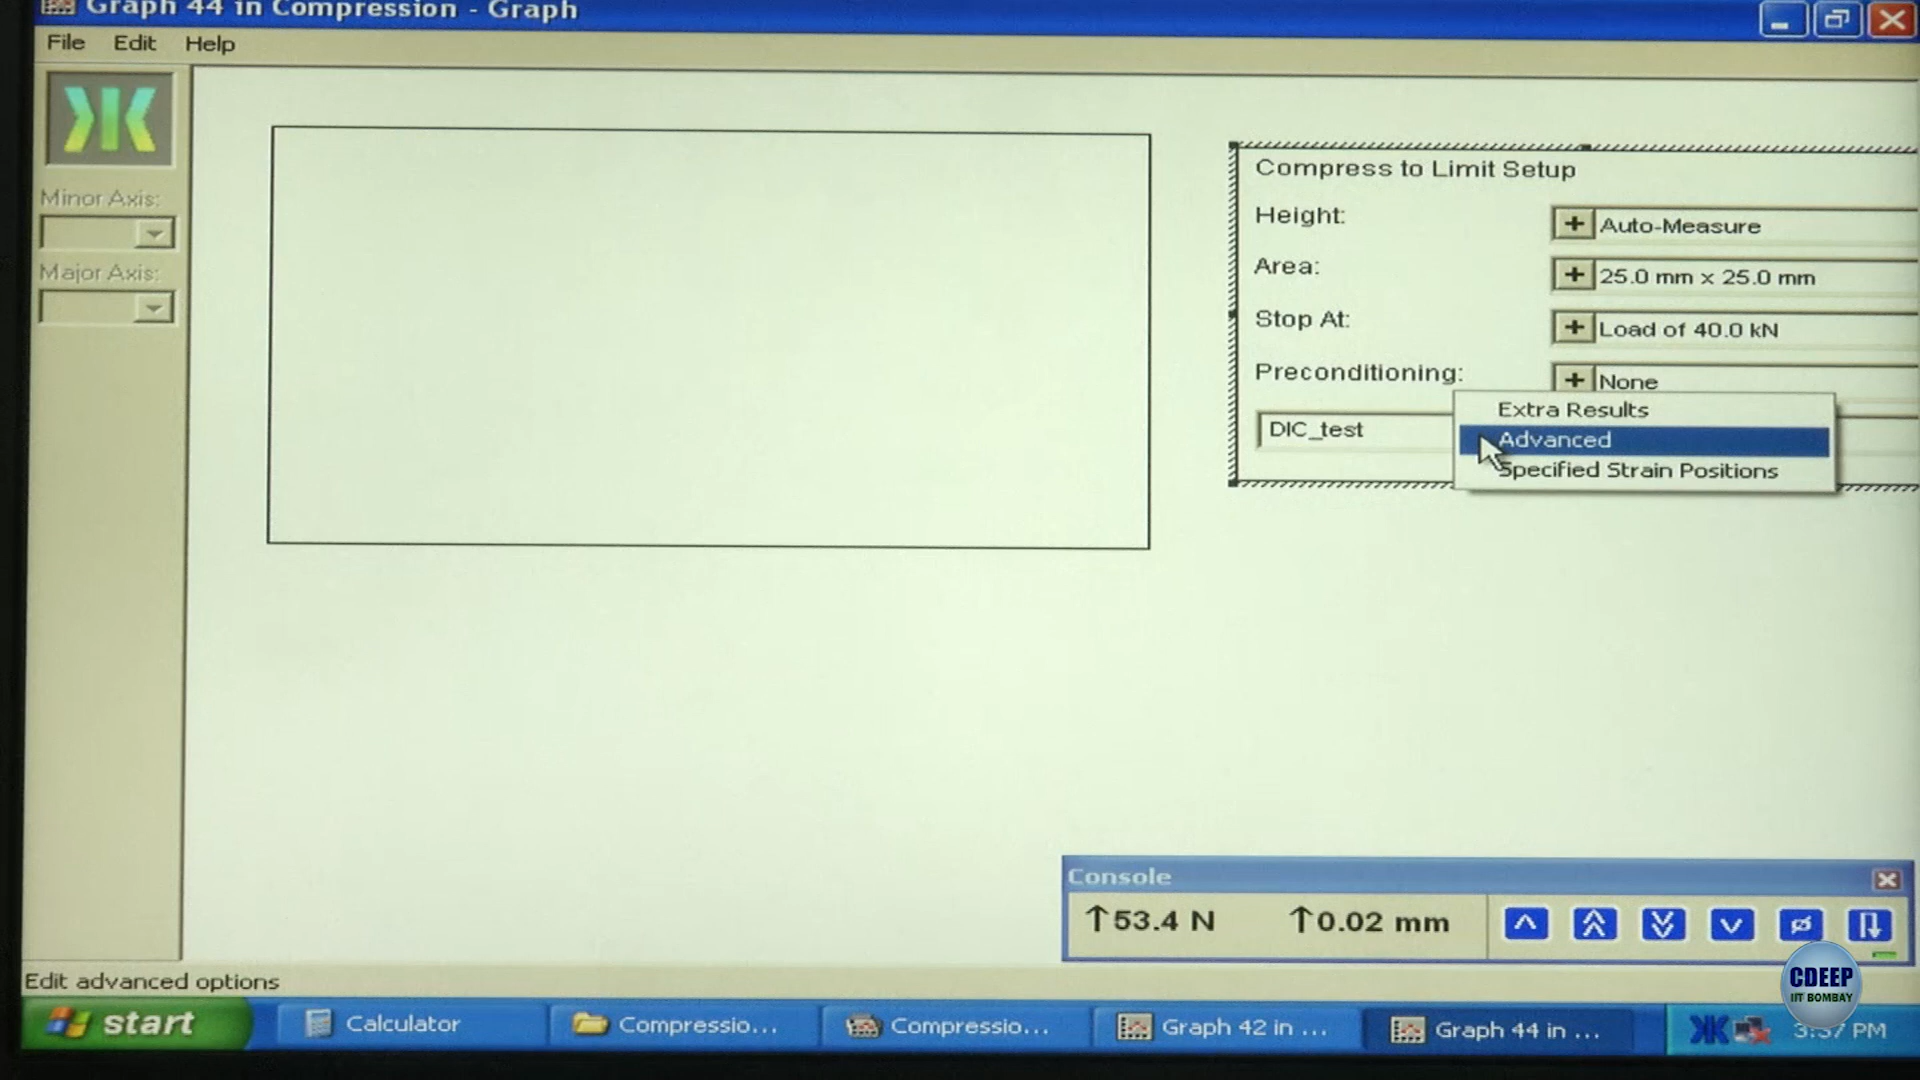 Graph 44 in Compression - Graph
File Edit Help
Minor Axis:
Major Axis:
Compress to Limit Setup
Height:
Auto-Measure
Area:
25.0 mm x 25.0 mm
Stop At:
Load of 40.0 kN
Preconditioning:
None
DIC_test
Extra Results
Advanced
Specified Strain Positions
Console
↑53.4 N ↑0.02 mm
Edit advanced options
start
Calculator
Compressio...
Compressio...
Graph 42 in ...
Graph 44 in ...
3:37 PM
CDEEP
IIT BOMBAY